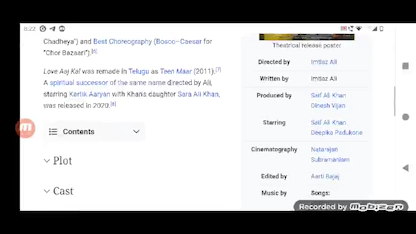 8:22
Chadheya") and Best Choreography (Bosco–Caesar for
"Chor Bazaari").[6]
Love Aaj Kal was remade in Telugu as Teen Maar (2011).[7]
A spiritual successor of the same name directed by Ali,
starring Kartik Aaryan with Khan's daughter Sara Ali Khan,
was released in 2020.[8]
Contents
Plot
Cast
Theatrical release poster
Directed by Imtiaz Ali
Written by Imtiaz Ali
Produced by Saif Ali Khan
Dinesh Vijan
Starring Saif Ali Khan
Deepika Padukone
Cinematography Natarajan
Subramaniam
Edited by Aarti Bajaj
Music by Songs:
Recorded by Mobizen